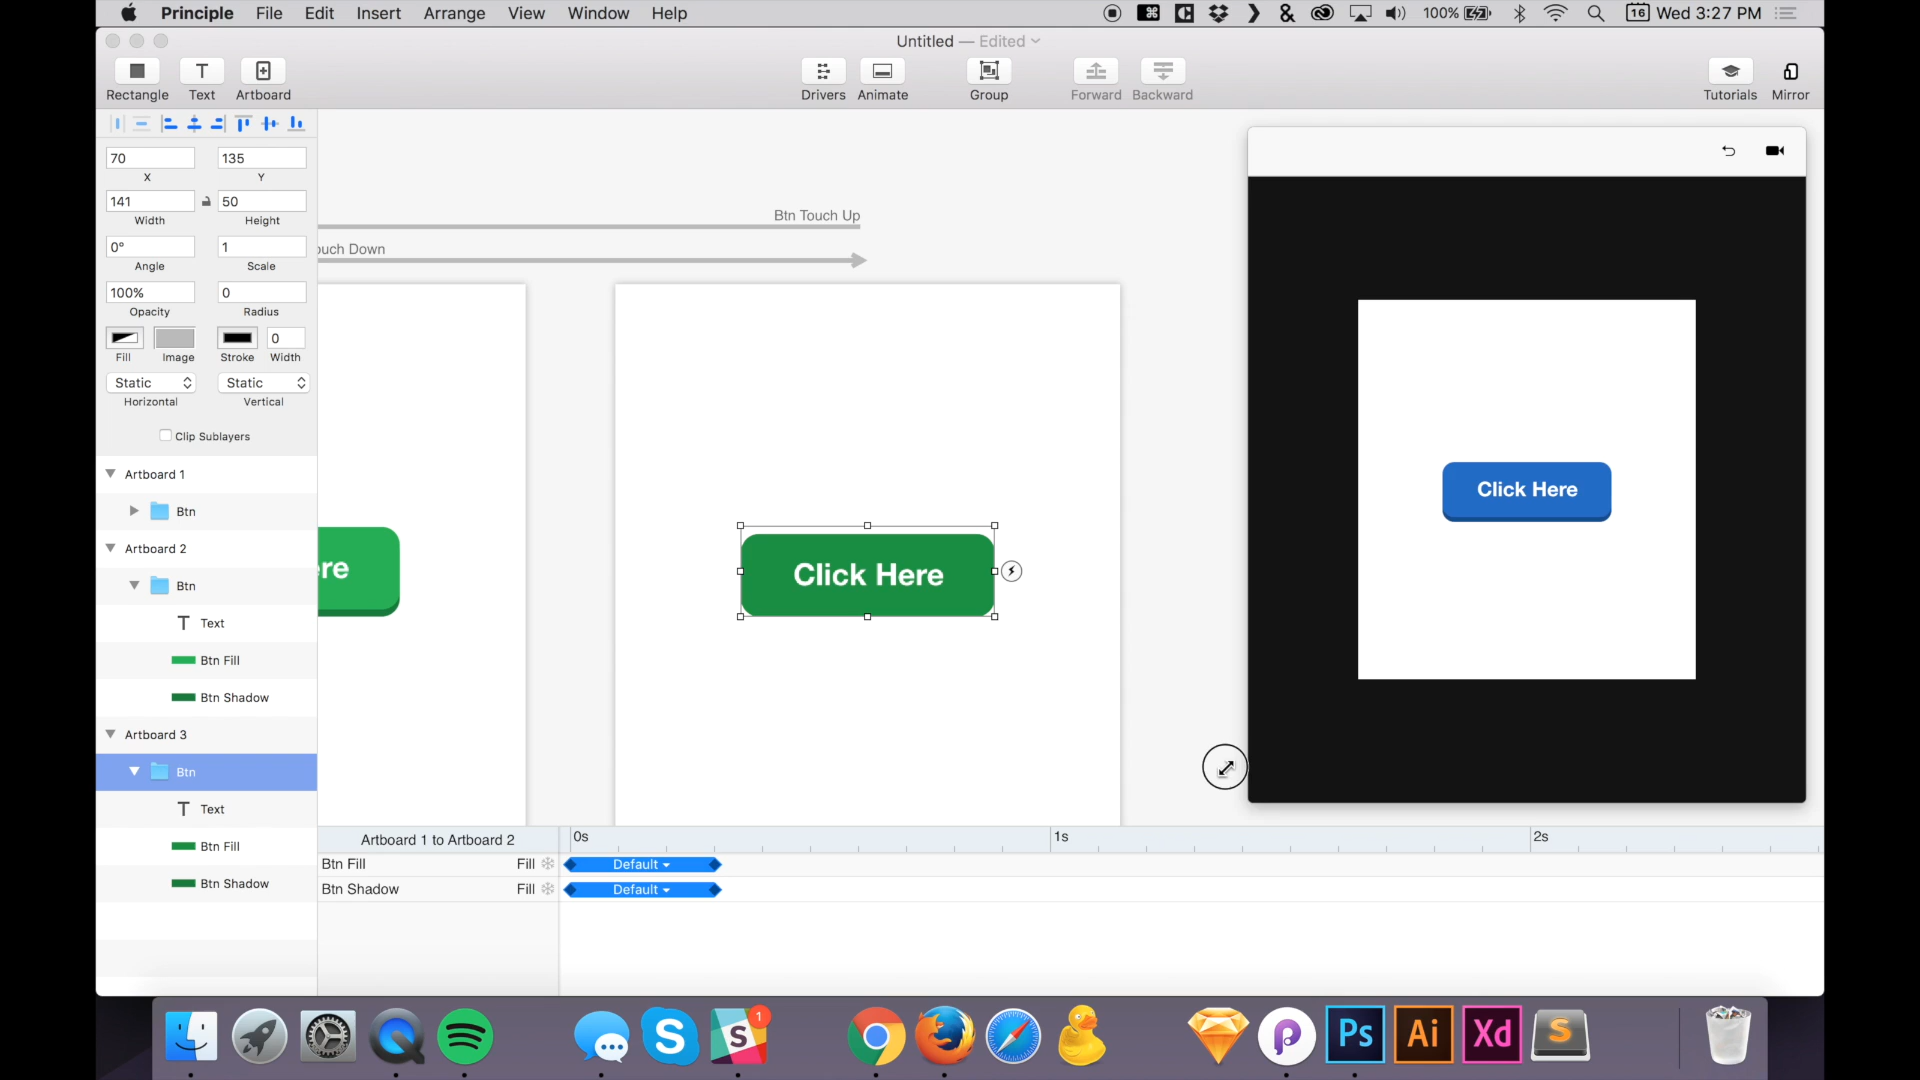 Principle File Edit Insert Arrange View Window Help 100% 16 Wed 3:27 PM
Untitled — Edited
Rectangle Text Artboard Drivers Animate Group Forward Backward Tutorials Mirror
70 135
X Y
141 50
Width Height
0° 1
Angle Scale
100% 0
Opacity Radius
0
Fill Image Stroke Width
Static Static
Horizontal Vertical
Clip Sublayers
Artboard 1
Btn
Artboard 2
Btn
T Text
Btn Fill
Btn Shadow
Artboard 3
Btn
T Text
Btn Fill
Btn Shadow
Btn Touch Up
ouch Down
ere
Click Here
Click Here
Artboard 1 to Artboard 2 0s 1s 2s
Btn Fill Fill Default
Btn Shadow Fill Default
S S 1 p Ps Ai Xd S